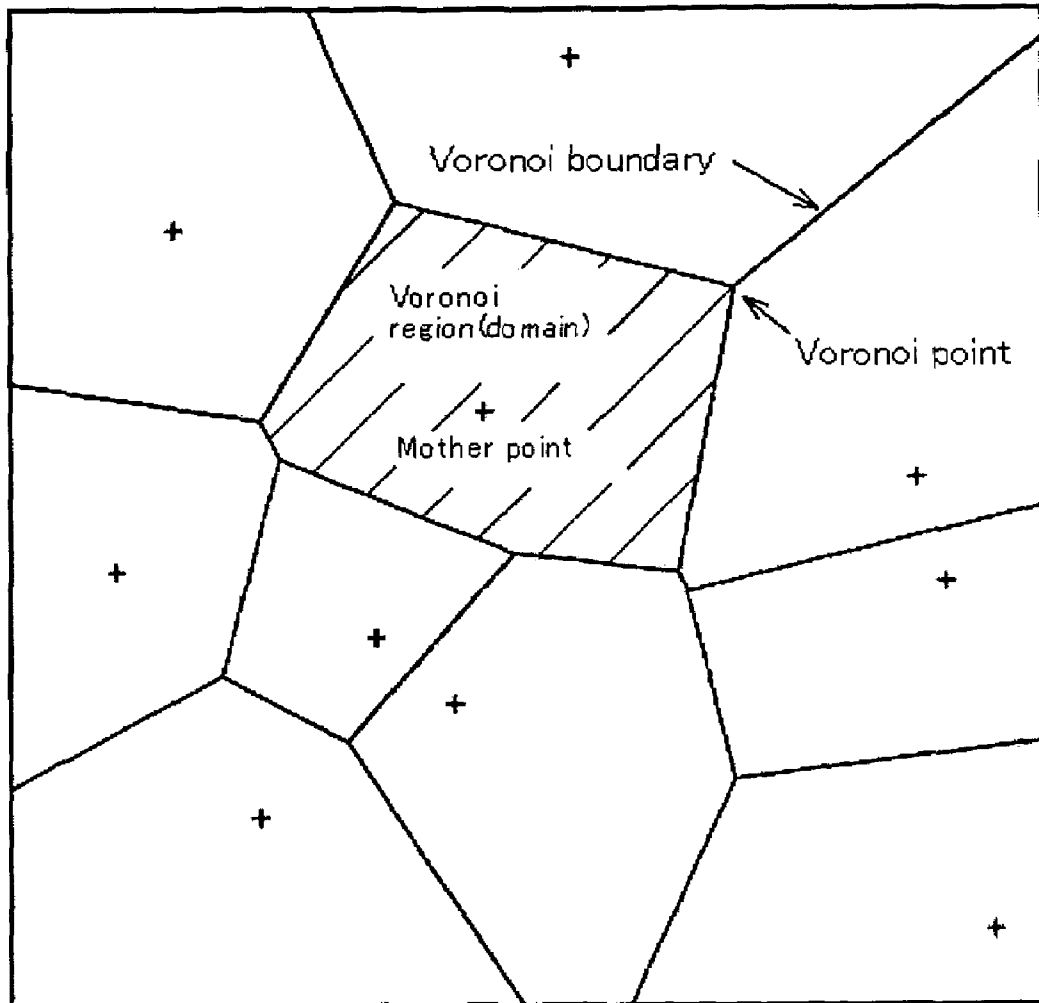 Voronoi boundary
Voronoi
region(domain)
Voronoi point
Mother point